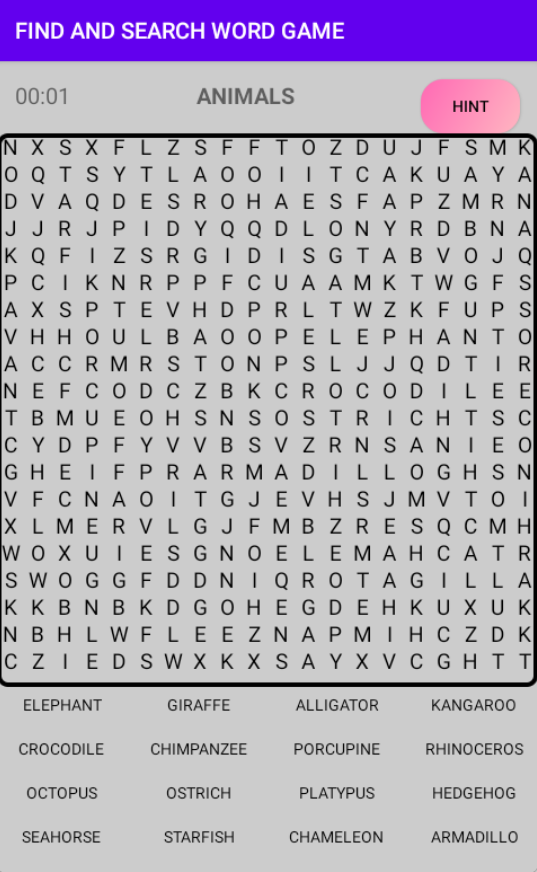 FIND AND SEARCH WORD GAME
00:01 ANIMALS HINT
N X S X F L Z S F F T O Z D U J F S M K
O Q T S Y T L A O O I I T C A K U A Y A
D V A Q D E S R O H A E S F A P Z M R N
J J R J P I D Y Q Q D L O N Y R D B N A
K Q F I Z S R G I D I S G T A B V O J Q
P C I K N R P P F C U A A M K T W G F S
A X S P T E V H D P R L T W Z K F U P S
V H H O U L B A O O P E L E P H A N T O
A C C R M R S T O N P S L J J Q D T I R
N E F C O D C Z B K C R O C O D I L E E
T B M U E O H S N S O S T R I C H T S C
C Y D P F Y V V B S V Z R N S A N I E O
G H E I F P R A R M A D I L L O G H S N
V F C N A O I T G J E V H S J M V T O I
X L M E R V L G J F M B Z R E S Q C M H
W O X U I E S G N O E L E M A H C A T R
S W O G G F D D N I Q R O T A G I L L A
K K B N B K D G O H E G D E H K U X U K
N B H L W F L E E Z N A P M I H C Z D K
C Z I E D S W X K X S A Y X V C G H T T
ELEPHANT GIRAFFE ALLIGATOR KANGAROO
CROCODILE CHIMPANZEE PORCUPINE RHINOCEROS
OCTOPUS OSTRICH PLATYPUS HEDGEHOG
SEAHORSE STARFISH CHAMELEON ARMADILLO